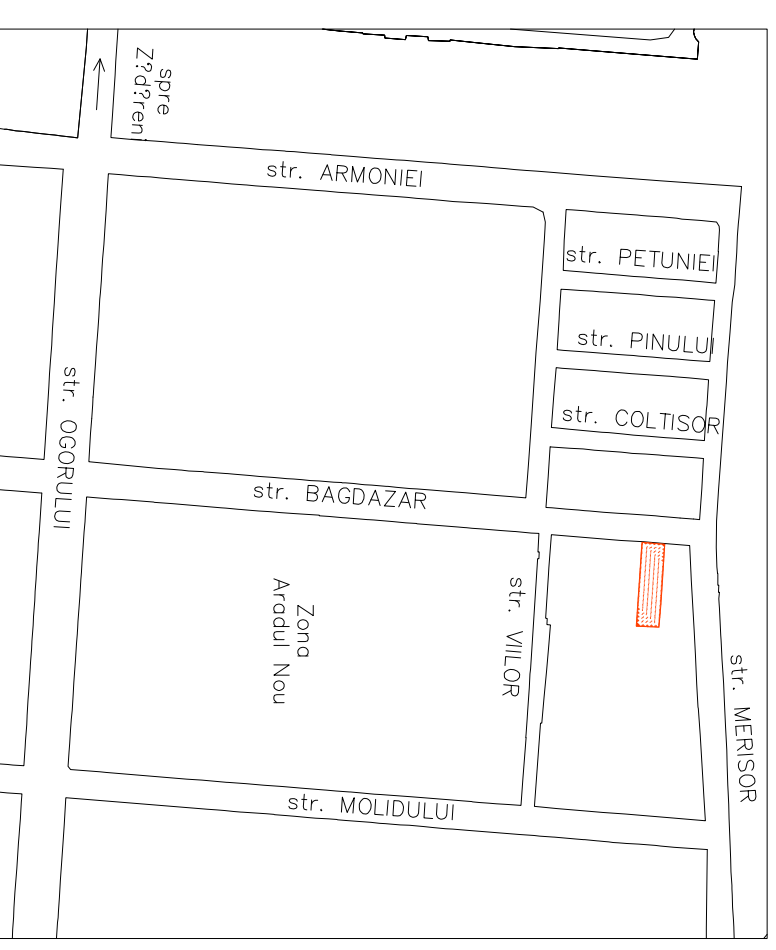 spre
Z?d?ren
str. ARMONIEI
str. PETUNIEI
str. PINULUI
str. COLTISOR
str. OGORULUI
str. BAGDAZAR
Zona
Aradul Nou
str. VIILOR
str. MERISOR
str. MOLIDULUI